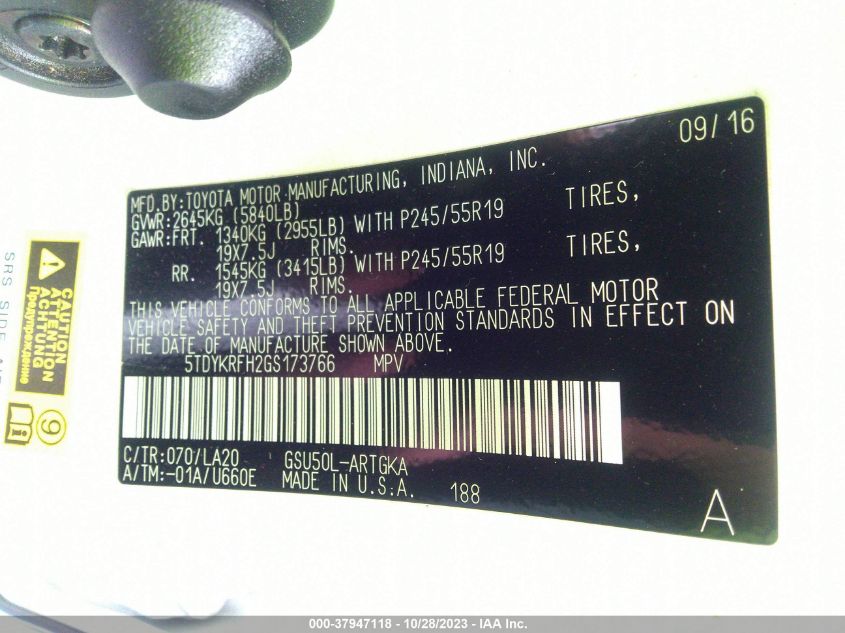 09/16
MFD.BY:TOYOTA MOTOR MANUFACTURING, INDIANA, INC.
GVWR:2645KG (5840LB)
GAWR:FRT. 1340KG (2955LB) WITH P245/55R19 TIRES,
19X7.5J RIMS.
RR. 1545KG (3415LB) WITH P245/55R19 TIRES,
19X7.5J RIMS.
THIS VEHICLE CONFORMS TO ALL APPLICABLE FEDERAL MOTOR
VEHICLE SAFETY AND THEFT PREVENTION STANDARDS IN EFFECT ON
THE DATE OF MANUFACTURE SHOWN ABOVE.
5TDYKRFH2GS173766 MPV
C/TR:070/LA20 GSU50L-ARTGKA
A/TM:-01A/U660E MADE IN U.S.A. 188
A
CAUTION
ATTENTION
ACHTUNG
Предупреждение
SRS SIDE
000-37947118 - 10/28/2023 - IAA Inc.